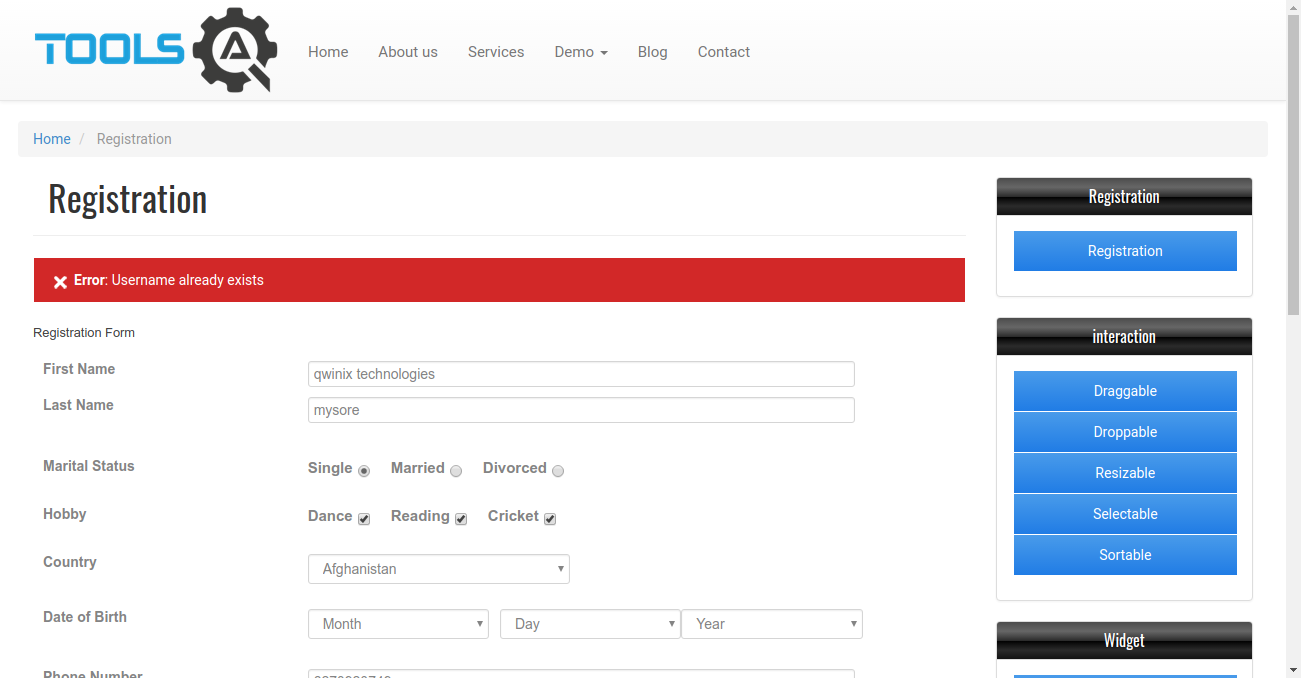 TOOLS QA
Home About us Services Demo Blog Contact
Home / Registration
Registration
Error: Username already exists
Registration Form
First Name qwinix technologies
Last Name mysore
Marital Status Single Married Divorced
Hobby Dance Reading Cricket
Country Afghanistan
Date of Birth Month Day Year
Phone Number
Registration
Registration
interaction
Draggable
Droppable
Resizable
Selectable
Sortable
Widget